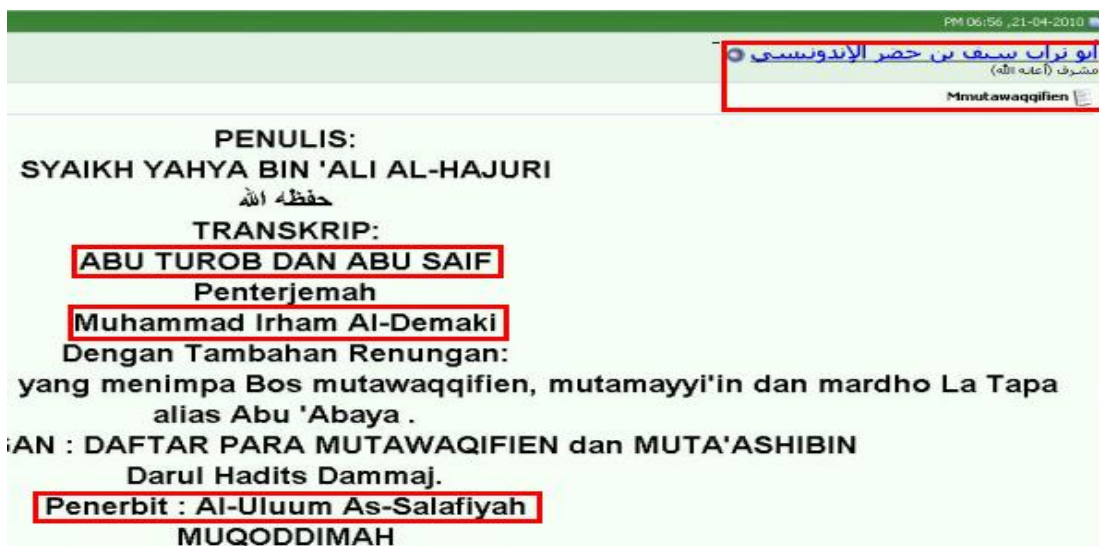 PM 06:56 ,21-04-2010
أبو تراب سيف بن حضر الإندونيسي
مشرف (أعانه الله)
Mmutawaqqifien
PENULIS:
SYAIKH YAHYA BIN 'ALI AL-HAJURI
حفظه الله
TRANSKRIP:
ABU TUROB DAN ABU SAIF
Penterjemah
Muhammad Irham Al-Demaki
Dengan Tambahan Renungan:
yang menimpa Bos mutawaqqifien, mutamayyi'in dan mardho La Tapa
alias Abu 'Abaya .
GAN : DAFTAR PARA MUTAWAQIFIEN dan MUTA'ASHIBIN
Darul Hadits Dammaj.
Penerbit : Al-Uluum As-Salafiyah
MUQODDIMAH